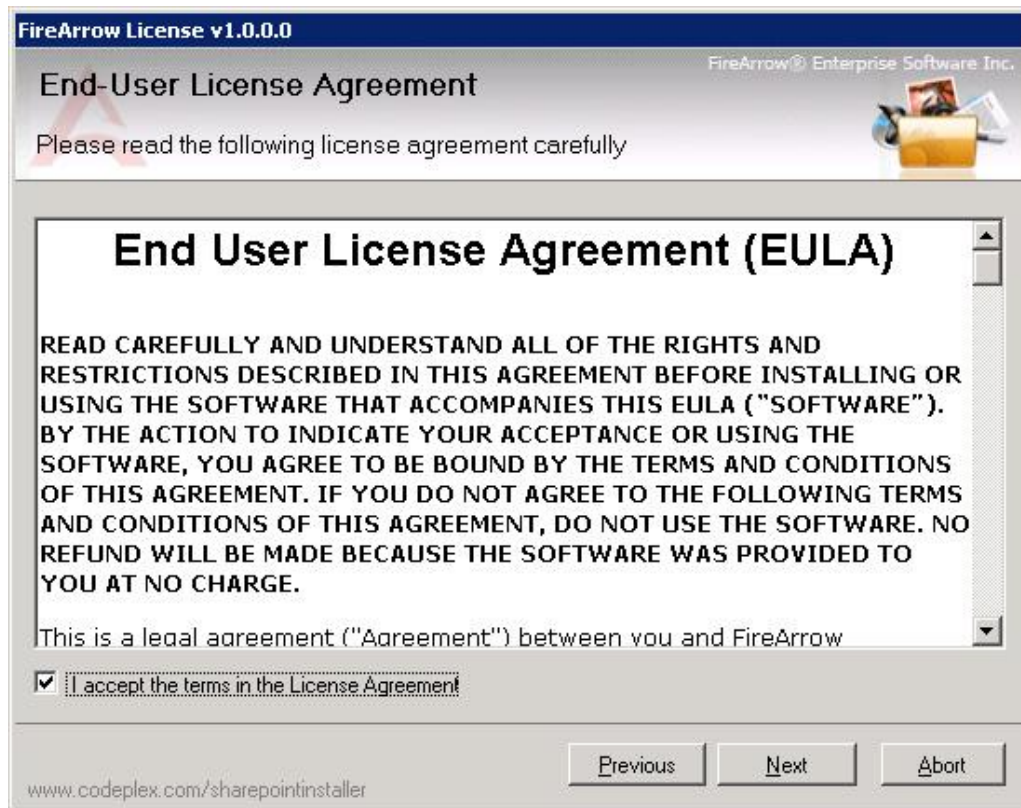 FireArrow License v1.0.0.0
FireArrow® Enterprise Software Inc.
End-User License Agreement
Please read the following license agreement carefully
End User License Agreement (EULA)
READ CAREFULLY AND UNDERSTAND ALL OF THE RIGHTS AND
RESTRICTIONS DESCRIBED IN THIS AGREEMENT BEFORE INSTALLING OR
USING THE SOFTWARE THAT ACCOMPANIES THIS EULA ("SOFTWARE").
BY THE ACTION TO INDICATE YOUR ACCEPTANCE OR USING THE
SOFTWARE, YOU AGREE TO BE BOUND BY THE TERMS AND CONDITIONS
OF THIS AGREEMENT. IF YOU DO NOT AGREE TO THE FOLLOWING TERMS
AND CONDITIONS OF THIS AGREEMENT, DO NOT USE THE SOFTWARE. NO
REFUND WILL BE MADE BECAUSE THE SOFTWARE WAS PROVIDED TO
YOU AT NO CHARGE.
This is a legal agreement ("Agreement") between you and FireArrow
I accept the terms in the License Agreement
Previous Next Abort
www.codeplex.com/sharepointinstaller